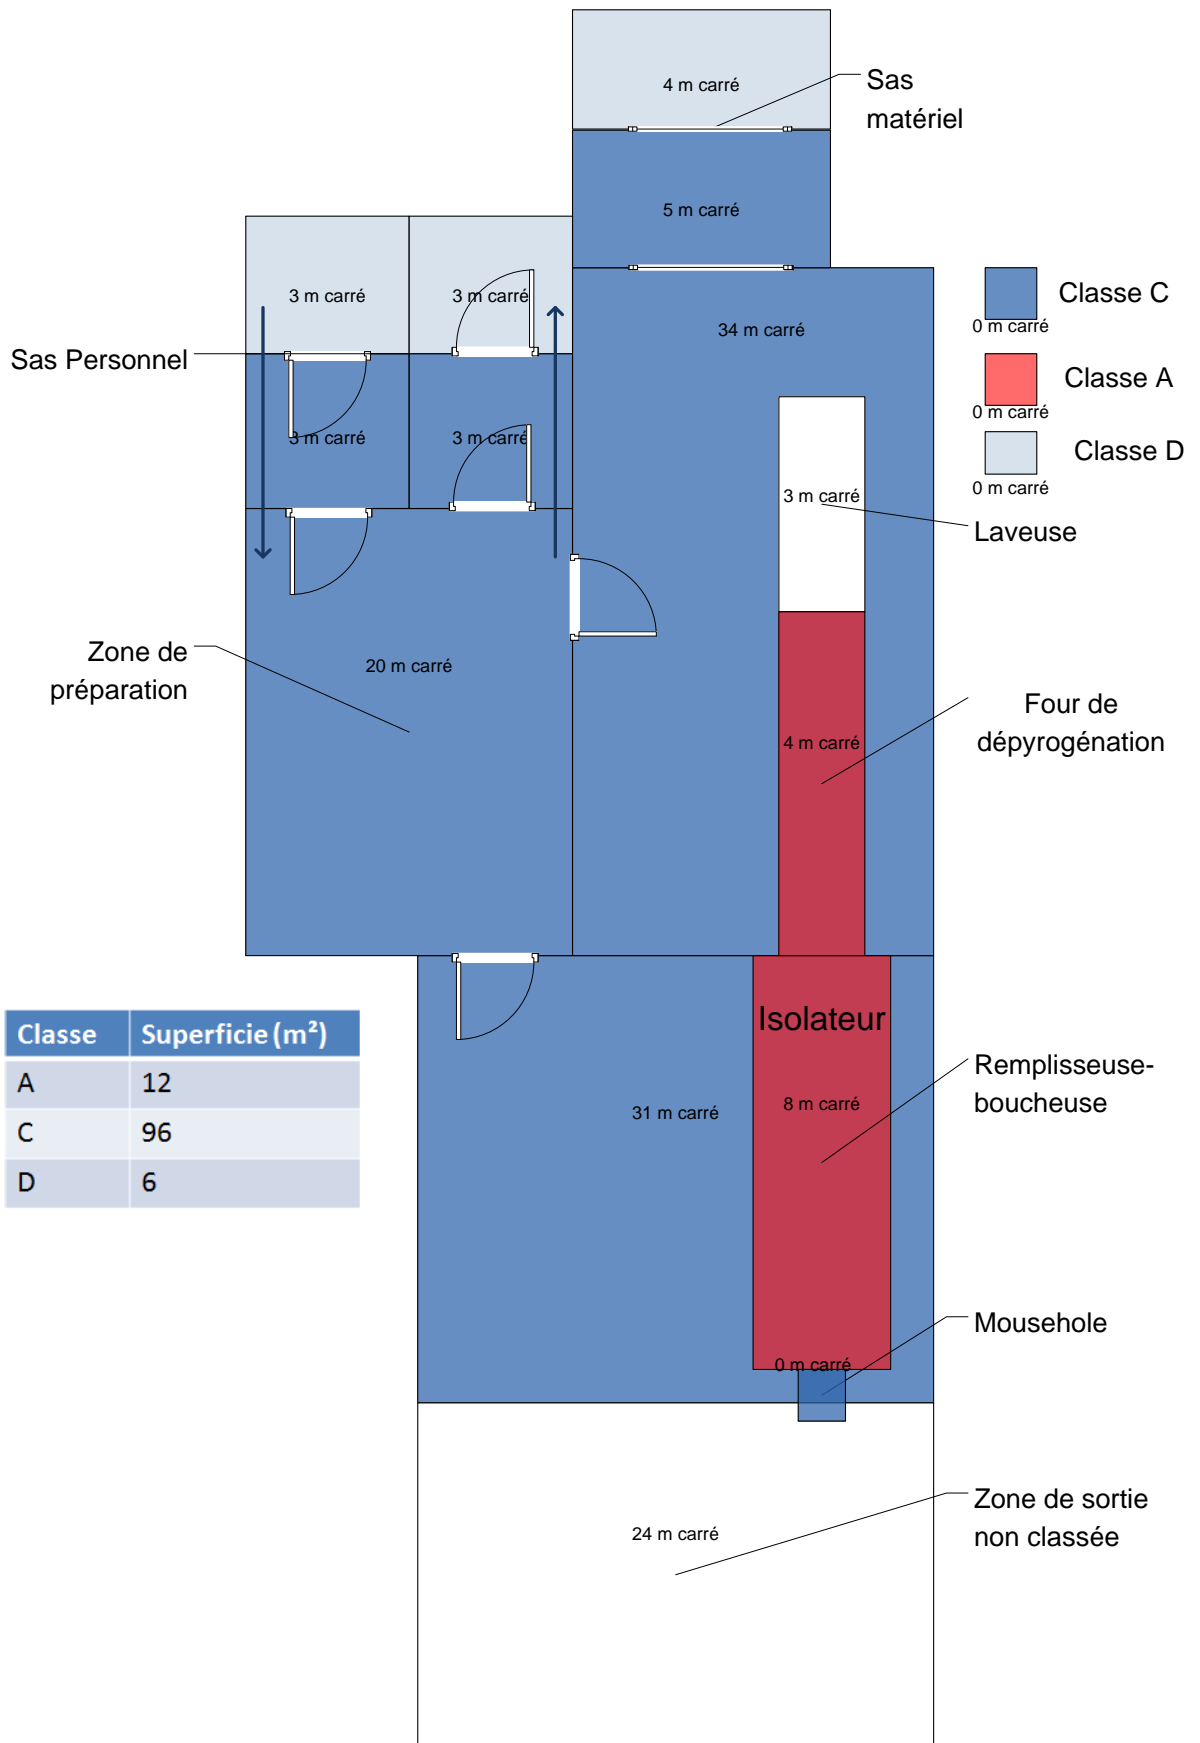 4 m carré
Sas
matériel
5 m carré
3 m carré
3 m carré
34 m carré
Classe C
0 m carré
Sas Personnel
Classe A
0 m carré
3 m carré
3 m carré
Classe D
0 m carré
3 m carré
Laveuse
Zone de
préparation
20 m carré
Four de
dépyrogénation
4 m carré
Isolateur
Classe Superficie (m²)
A 12
C 96
D 6
31 m carré
8 m carré
Remplisseuse-
boucheuse
Mousehole
0 m carré
Zone de sortie
non classée
24 m carré